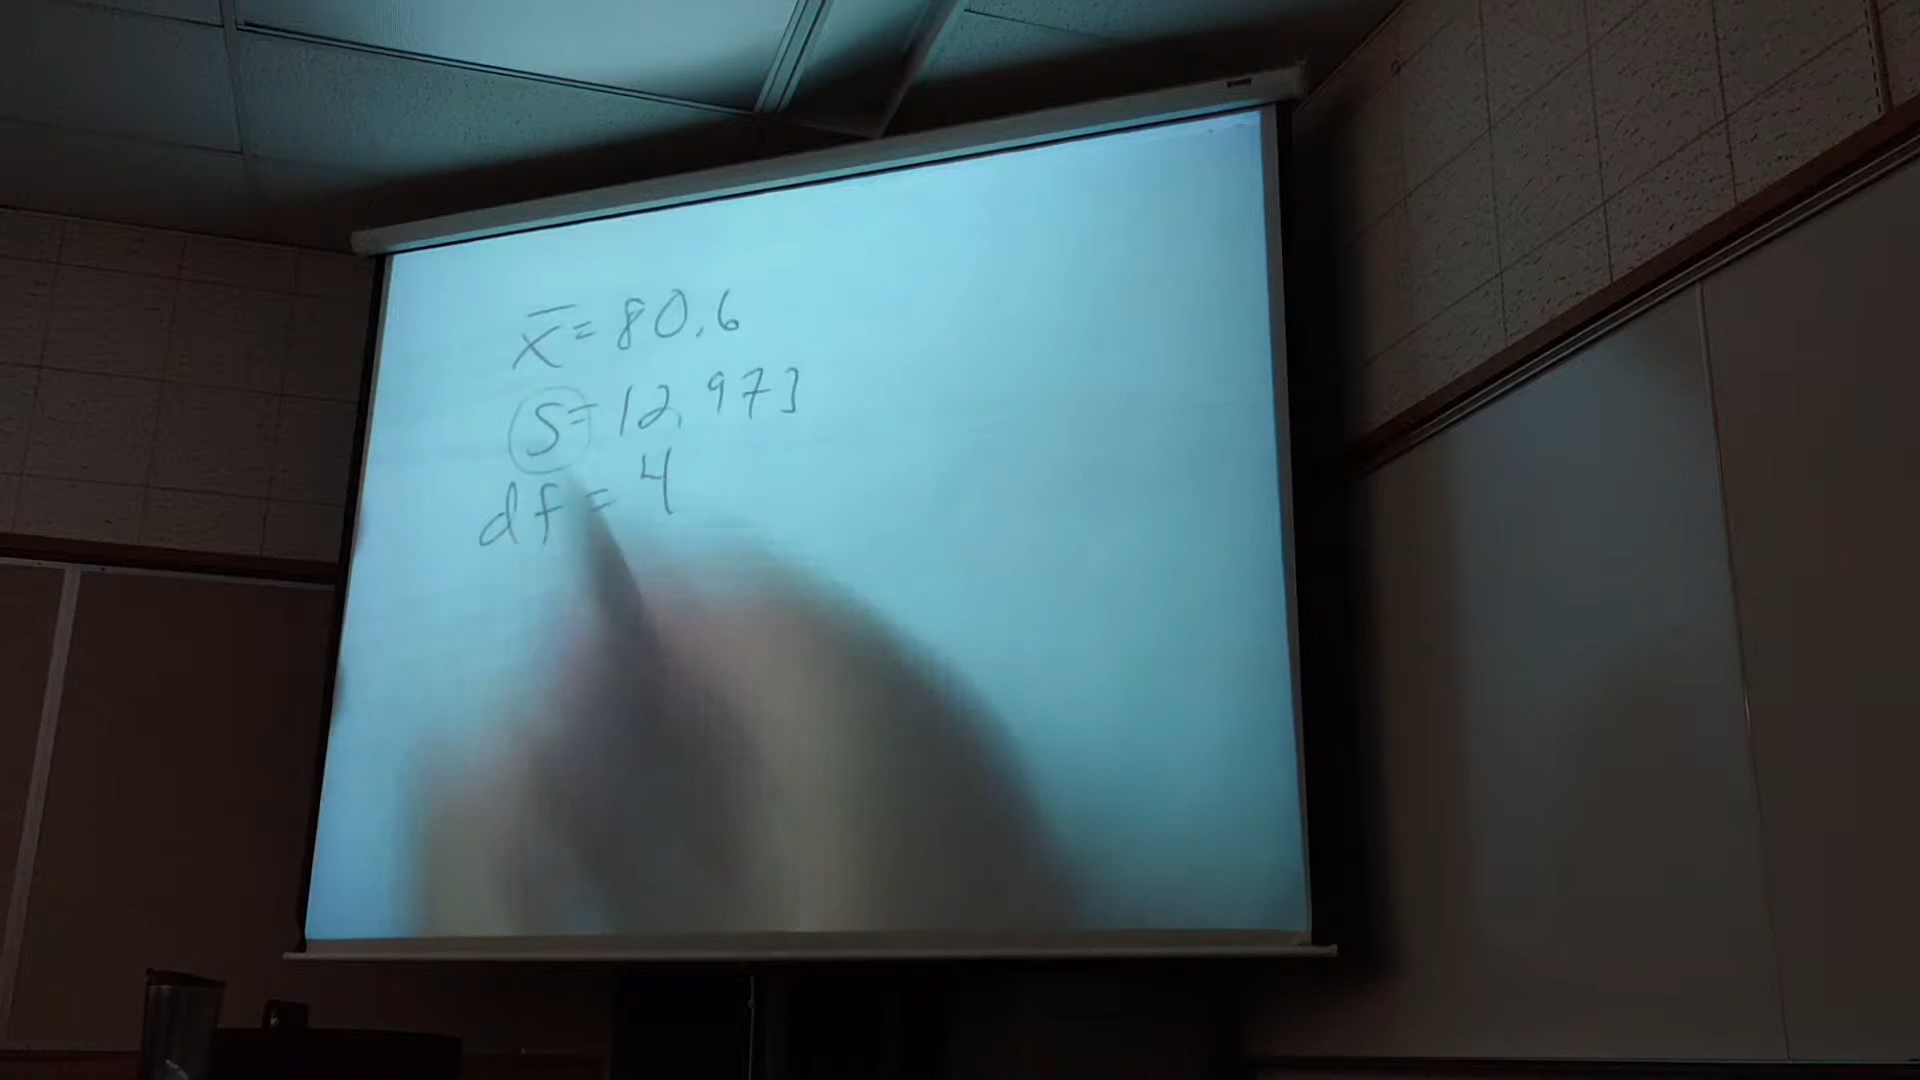 x̄ = 80.6
S = 12.973
df = 4